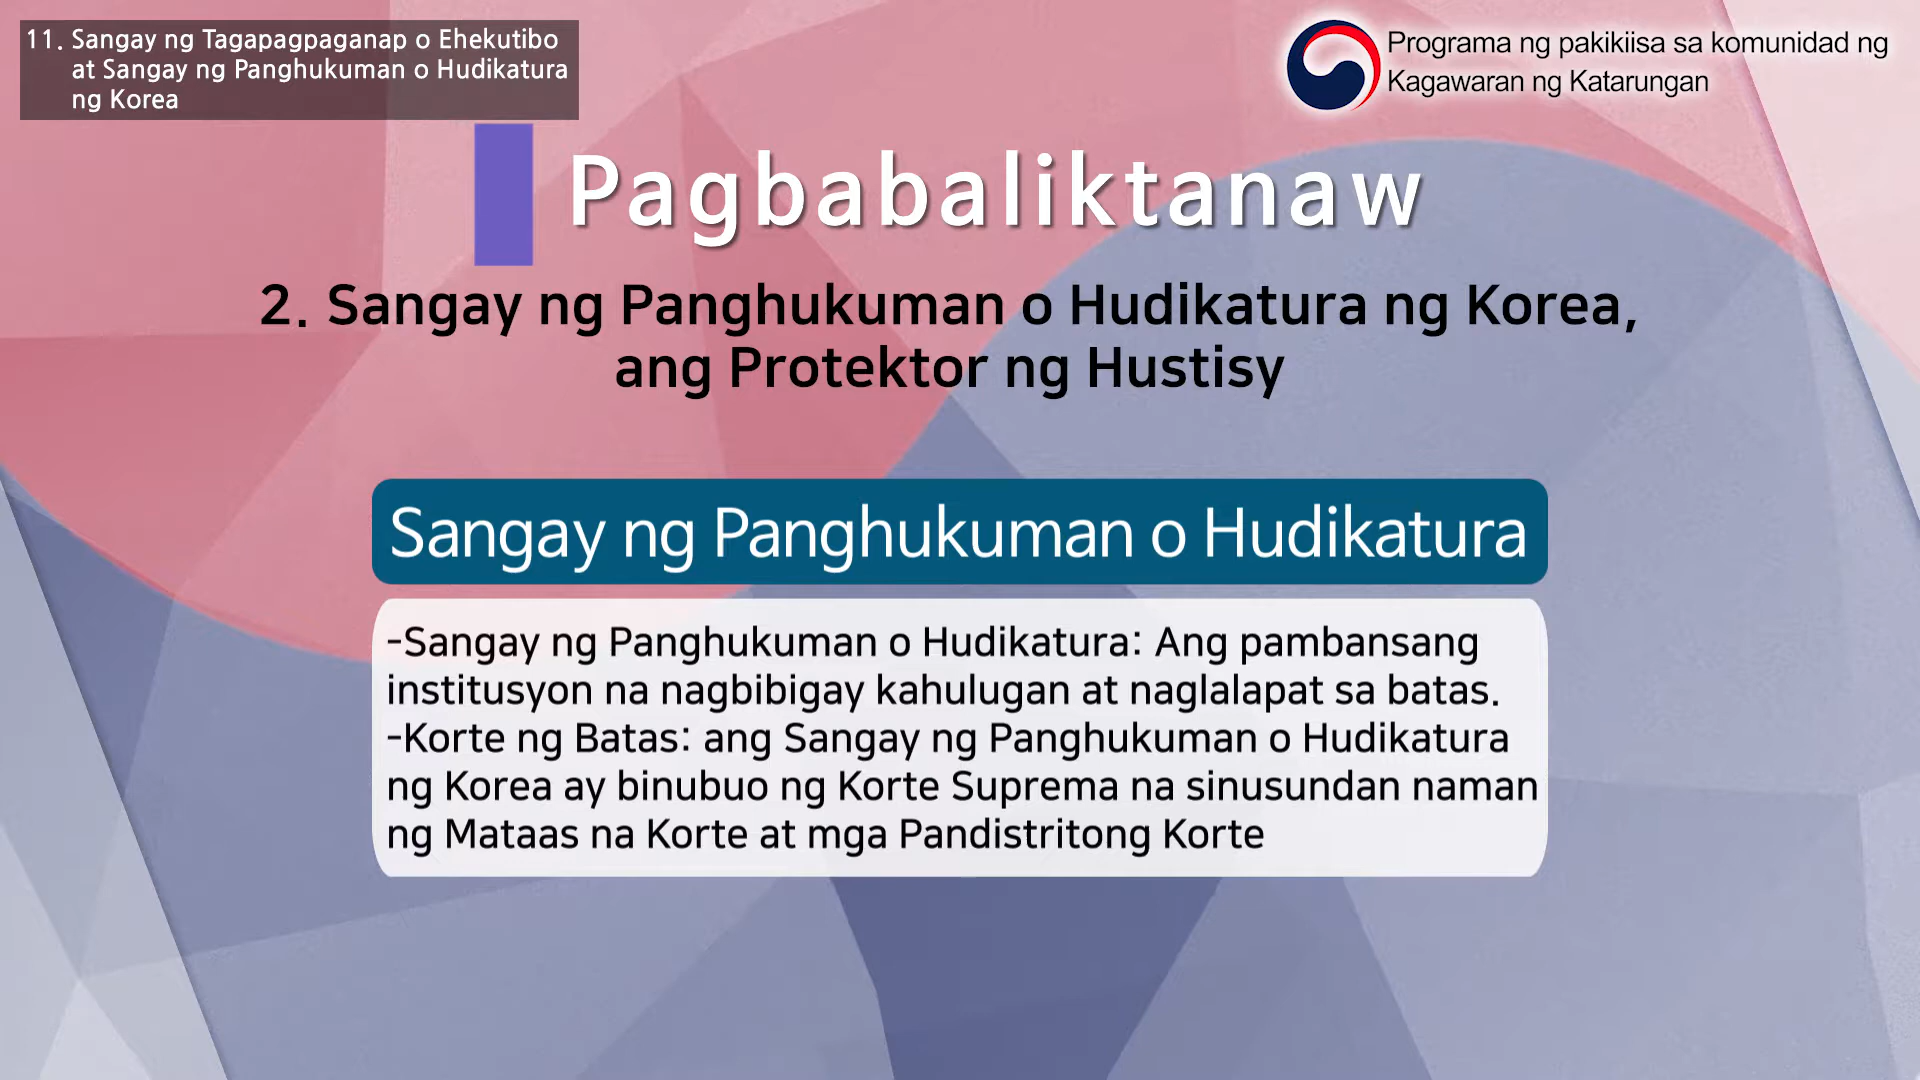 11. Sangay ng Tagapagpaganap o Ehekutibo
at Sangay ng Panghukuman o Hudikatura
ng Korea
Programa ng pakikiisa sa komunidad ng
Kagawaran ng Katarungan
Pagbabaliktanaw
2. Sangay ng Panghukuman o Hudikatura ng Korea,
ang Protektor ng Hustisy
Sangay ng Panghukuman o Hudikatura
-Sangay ng Panghukuman o Hudikatura: Ang pambansang
institusyon na nagbibigay kahulugan at naglalapat sa batas.
-Korte ng Batas: ang Sangay ng Panghukuman o Hudikatura
ng Korea ay binubuo ng Korte Suprema na sinusundan naman
ng Mataas na Korte at mga Pandistritong Korte